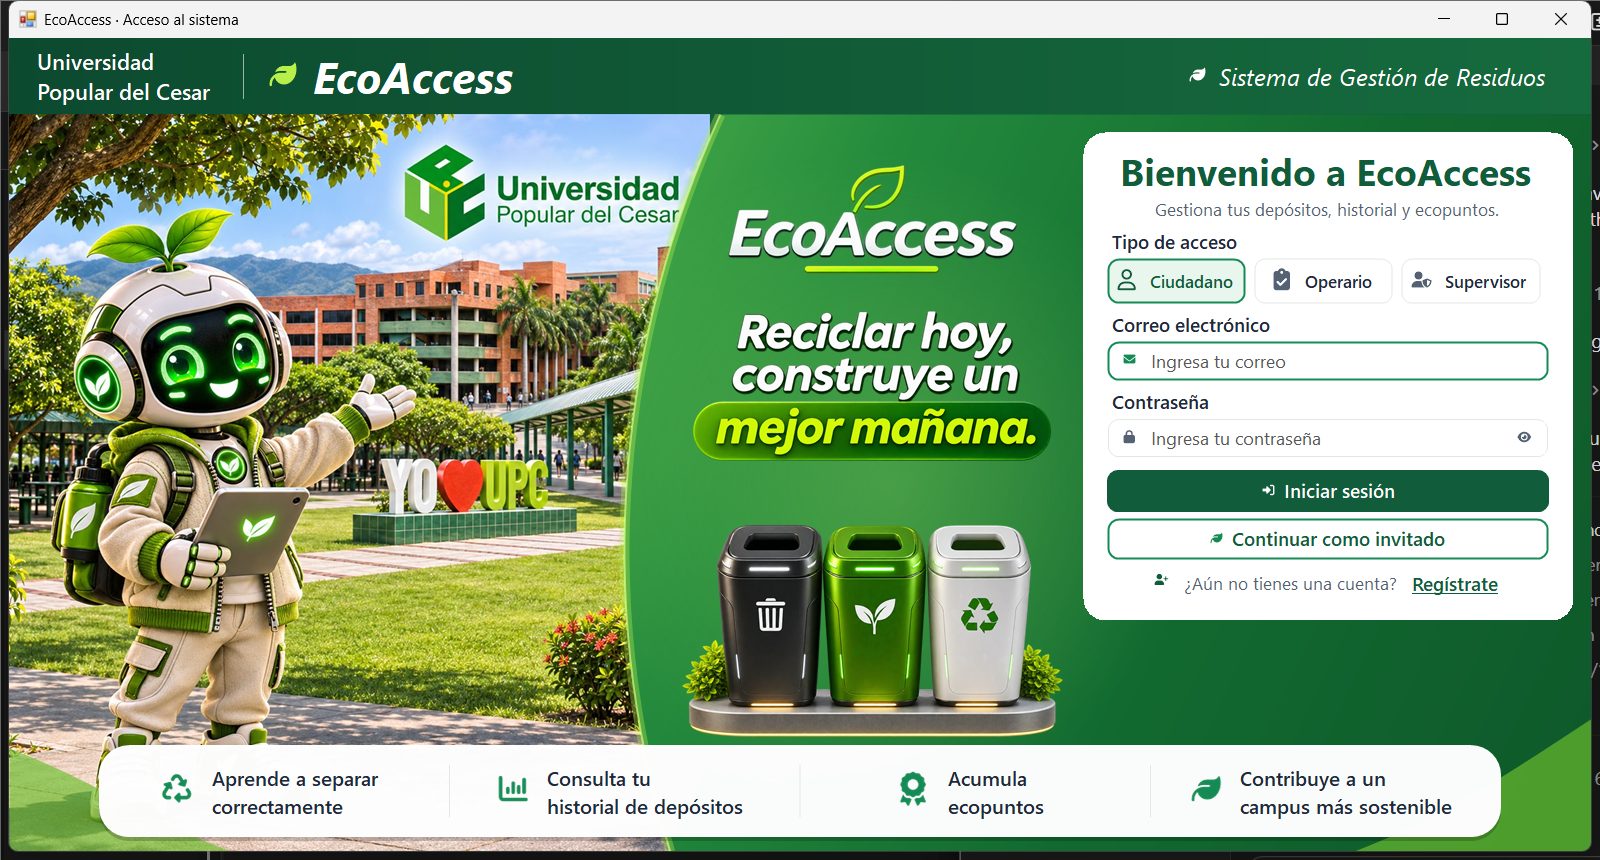 EcoAccess · Acceso al sistema
Universidad
Popular del Cesar
EcoAccess
Sistema de Gestión de Residuos
Universidad
Popular del Cesar
YO UPC
EcoAccess
Reciclar hoy,
construye un
mejor mañana.
Bienvenido a EcoAccess
Gestiona tus depósitos, historial y ecopuntos.
Tipo de acceso
Ciudadano
Operario
Supervisor
Correo electrónico
Ingresa tu correo
Contraseña
Ingresa tu contraseña
Iniciar sesión
Continuar como invitado
¿Aún no tienes una cuenta? Regístrate
Aprende a separar
correctamente
Consulta tu
historial de depósitos
Acumula
ecopuntos
Contribuye a un
campus más sostenible